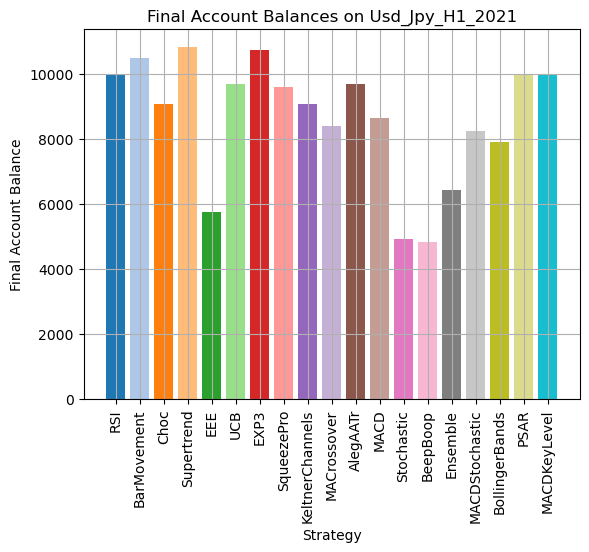 Final Account Balances on Usd_Jpy_H1_2021
Final Account Balance
10000
8000
6000
4000
2000
0
RSI
BarMovement
Choc
Supertrend
EEE
UCB
EXP3
SqueezePro
KeltnerChannels
MACrossover
AlegAATr
MACD
Stochastic
BeepBoop
Ensemble
MACDStochastic
BollingerBands
PSAR
MACDKeyLevel
Strategy